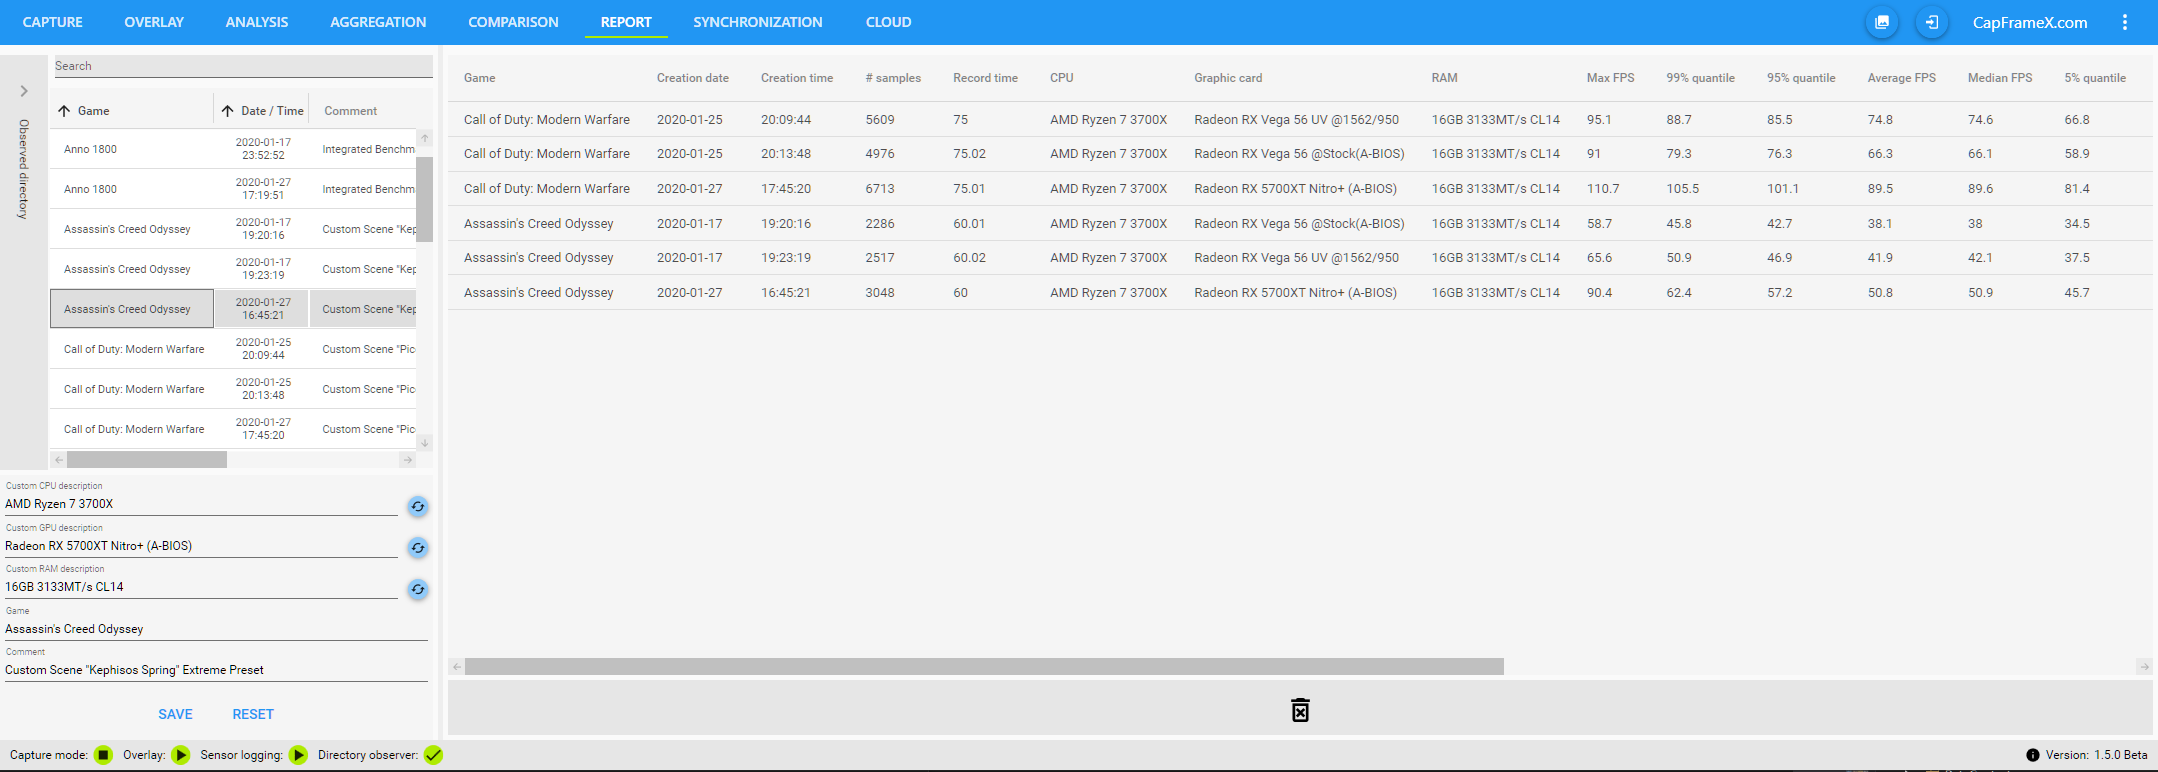 CAPTURE OVERLAY ANALYSIS AGGREGATION COMPARISON REPORT SYNCHRONIZATION CLOUD CapFrameX.com
Search
Observed directory
Game Date / Time Comment
Anno 1800 2020-01-17 23:52:52 Integrated Benchm
Anno 1800 2020-01-27 17:19:51 Integrated Benchm
Assassin's Creed Odyssey 2020-01-17 19:20:16 Custom Scene "Kep
Assassin's Creed Odyssey 2020-01-17 19:23:19 Custom Scene "Kep
Assassin's Creed Odyssey 2020-01-27 16:45:21 Custom Scene "Kep
Call of Duty: Modern Warfare 2020-01-25 20:09:44 Custom Scene "Pic
Call of Duty: Modern Warfare 2020-01-25 20:13:48 Custom Scene "Pic
Call of Duty: Modern Warfare 2020-01-27 17:45:20 Custom Scene "Pic
Custom CPU description
AMD Ryzen 7 3700X
Custom GPU description
Radeon RX 5700XT Nitro+ (A-BIOS)
Custom RAM description
16GB 3133MT/s CL14
Game
Assassin's Creed Odyssey
Comment
Custom Scene "Kephisos Spring" Extreme Preset
SAVE RESET
Game Creation date Creation time # samples Record time CPU Graphic card RAM Max FPS 99% quantile 95% quantile Average FPS Median FPS 5% quantile
Call of Duty: Modern Warfare 2020-01-25 20:09:44 5609 75 AMD Ryzen 7 3700X Radeon RX Vega 56 UV @1562/950 16GB 3133MT/s CL14 95.1 88.7 85.5 74.8 74.6 66.8
Call of Duty: Modern Warfare 2020-01-25 20:13:48 4976 75.02 AMD Ryzen 7 3700X Radeon RX Vega 56 @Stock(A-BIOS) 16GB 3133MT/s CL14 91 79.3 76.3 66.3 66.1 58.9
Call of Duty: Modern Warfare 2020-01-27 17:45:20 6713 75.01 AMD Ryzen 7 3700X Radeon RX 5700XT Nitro+ (A-BIOS) 16GB 3133MT/s CL14 110.7 105.5 101.1 89.5 89.6 81.4
Assassin's Creed Odyssey 2020-01-17 19:20:16 2286 60.01 AMD Ryzen 7 3700X Radeon RX Vega 56 @Stock(A-BIOS) 16GB 3133MT/s CL14 58.7 45.8 42.7 38.1 38 34.5
Assassin's Creed Odyssey 2020-01-17 19:23:19 2517 60.02 AMD Ryzen 7 3700X Radeon RX Vega 56 UV @1562/950 16GB 3133MT/s CL14 65.6 50.9 46.9 41.9 42.1 37.5
Assassin's Creed Odyssey 2020-01-27 16:45:21 3048 60 AMD Ryzen 7 3700X Radeon RX 5700XT Nitro+ (A-BIOS) 16GB 3133MT/s CL14 90.4 62.4 57.2 50.8 50.9 45.7
Capture mode: Overlay: Sensor logging: Directory observer: Version: 1.5.0 Beta